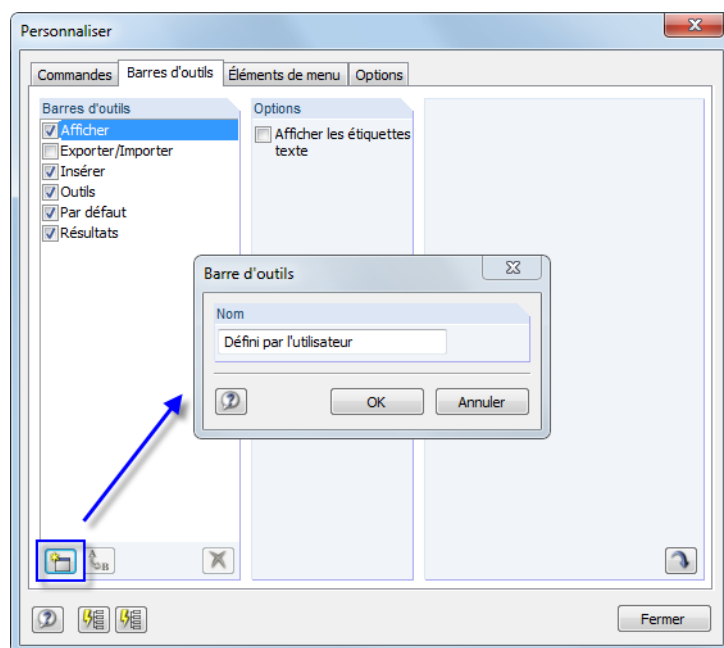 Personnaliser
Commandes
Barres d'outils
Éléments de menu
Options
Barres d'outils
Afficher
Exporter/Importer
Insérer
Outils
Par défaut
Résultats
Options
Afficher les étiquettes
texte
Barre d'outils
Nom
Défini par l'utilisateur
OK
Annuler
A
B
Fermer